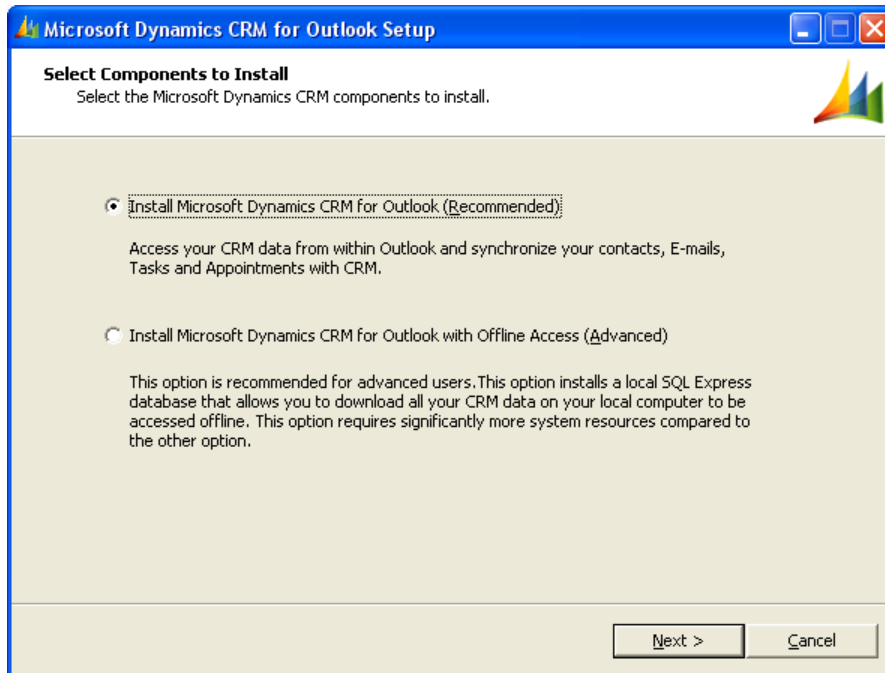 Microsoft Dynamics CRM for Outlook Setup
Select Components to Install
Select the Microsoft Dynamics CRM components to install.
Install Microsoft Dynamics CRM for Outlook (Recommended)
Access your CRM data from within Outlook and synchronize your contacts, E-mails,
Tasks and Appointments with CRM.
Install Microsoft Dynamics CRM for Outlook with Offline Access (Advanced)
This option is recommended for advanced users.This option installs a local SQL Express
database that allows you to download all your CRM data on your local computer to be
accessed offline. This option requires significantly more system resources compared to
the other option.
Next >
Cancel